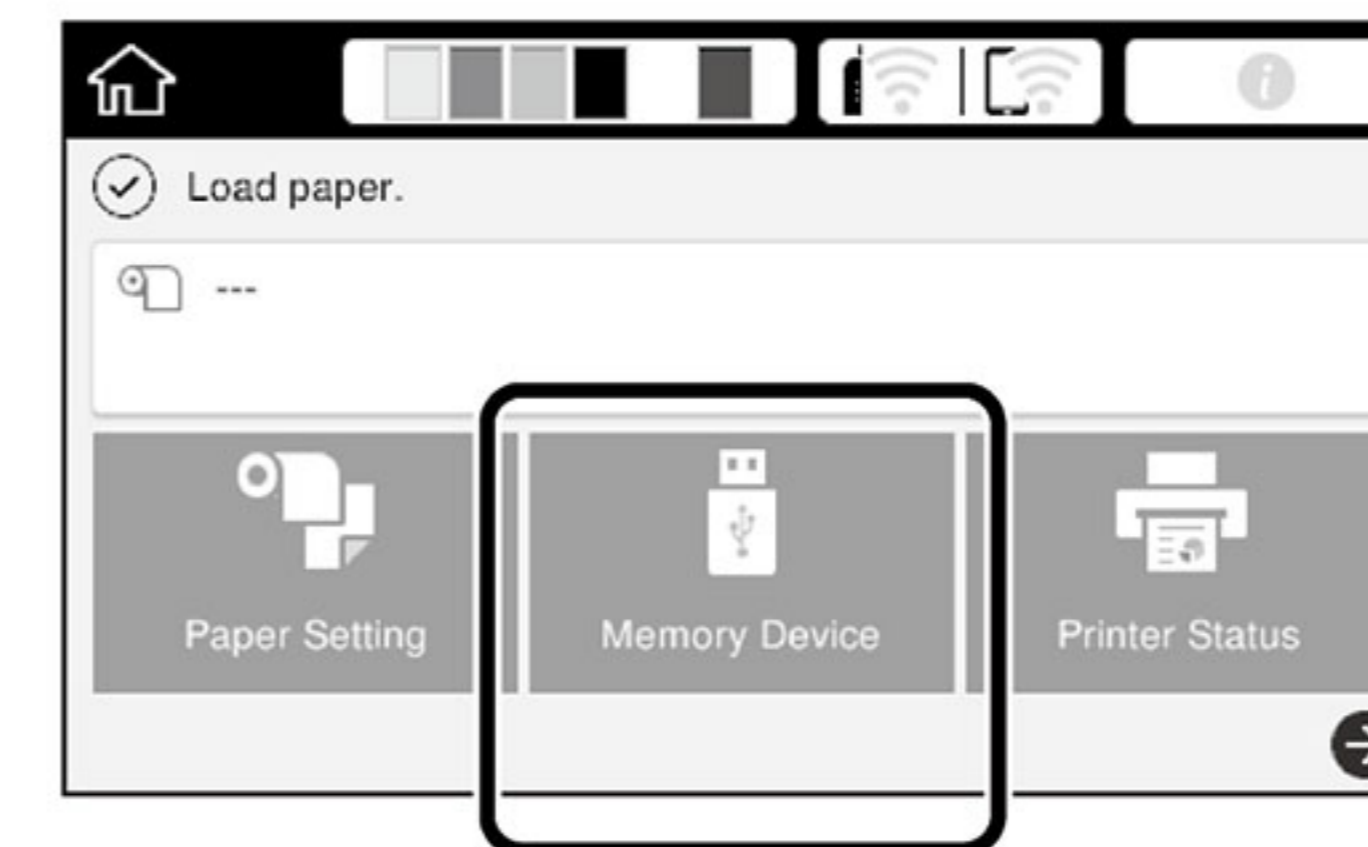 Load paper.
---
Paper Setting
Memory Device
Printer Status